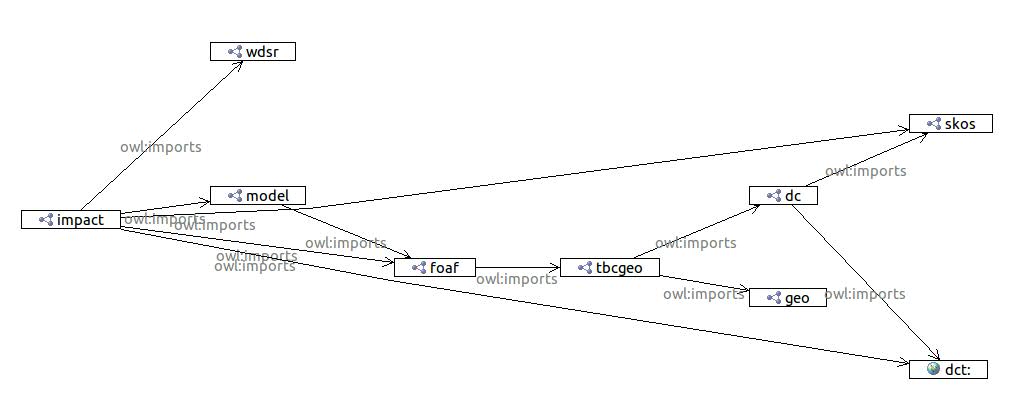 wdsr
skos
owl:imports
owl:imports
model
dc
impact
owl:imports
owl:imports
owl:imports
owl:imports
owl:imports
owl:imports
foaf
tbcgeo
owl:imports
owl:imports
geo
owl:imports
dct: